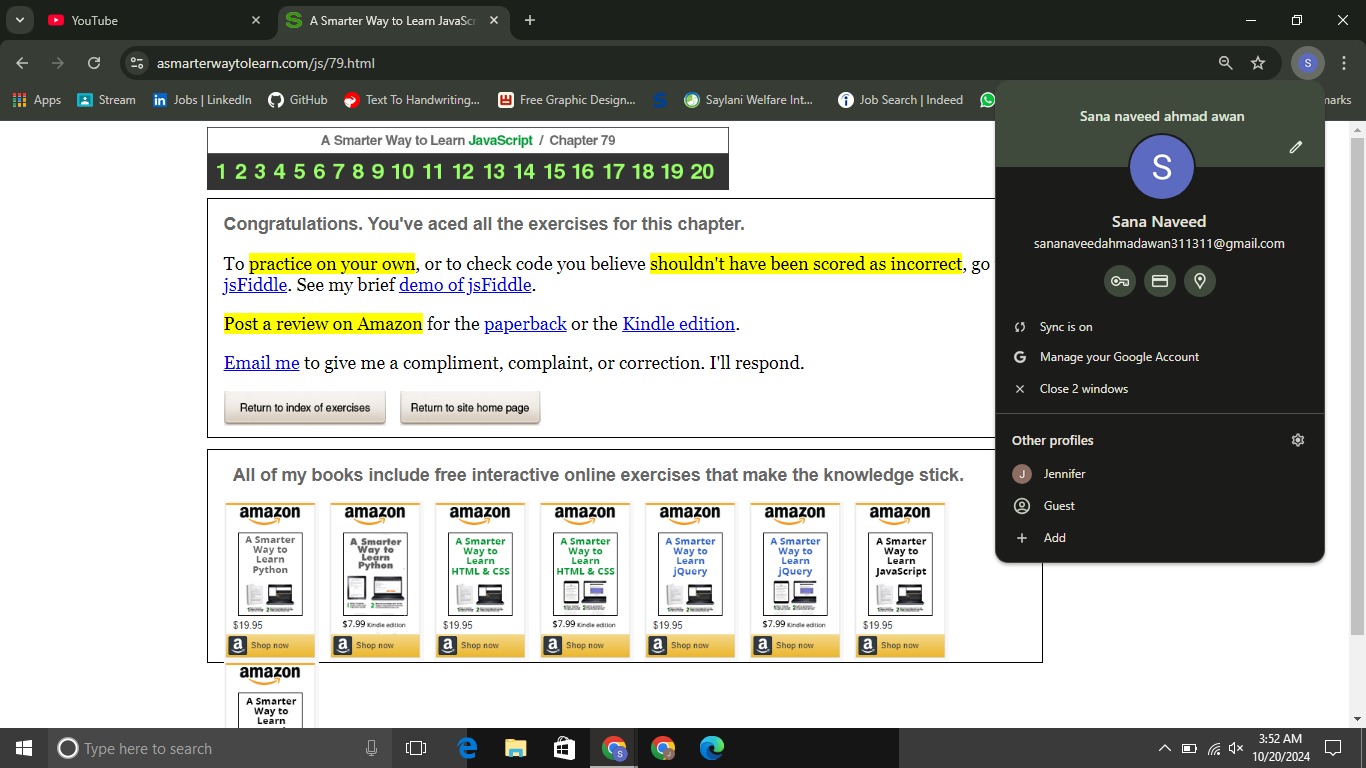 YouTube
A Smarter Way to Learn JavaScr
asmarterwaytolearn.com/js/79.html
S
Apps
Stream
Jobs | LinkedIn
GitHub
Text To Handwriting...
Free Graphic Design...
Saylani Welfare Int...
Job Search | Indeed
marks
A Smarter Way to Learn JavaScript / Chapter 79
1 2 3 4 5 6 7 8 9 10 11 12 13 14 15 16 17 18 19 20
Congratulations. You've aced all the exercises for this chapter.
To practice on your own, or to check code you believe shouldn't have been scored as incorrect, go
jsFiddle. See my brief demo of jsFiddle.
Post a review on Amazon for the paperback or the Kindle edition.
Email me to give me a compliment, complaint, or correction. I'll respond.
Return to index of exercises
Return to site home page
All of my books include free interactive online exercises that make the knowledge stick.
amazon amazon amazon amazon amazon amazon amazon
A Smarter Way to Learn Python
A Smarter Way to Learn Python
A Smarter Way to Learn HTML & CSS
A Smarter Way to Learn HTML & CSS
A Smarter Way to Learn jQuery
A Smarter Way to Learn jQuery
A Smarter Way to Learn JavaScript
$19.95 $7.99 Kindle edition $19.95 $7.99 Kindle edition $19.95 $7.99 Kindle edition $19.95
a Shop now a Shop now a Shop now a Shop now a Shop now a Shop now a Shop now
amazon
A Smarter
Way to
Learn
Sana naveed ahmad awan
S
Sana Naveed
sananaveedahmadawan311311@gmail.com
Sync is on
Manage your Google Account
Close 2 windows
Other profiles
J Jennifer
Guest
Add
Type here to search
3:52 AM
10/20/2024